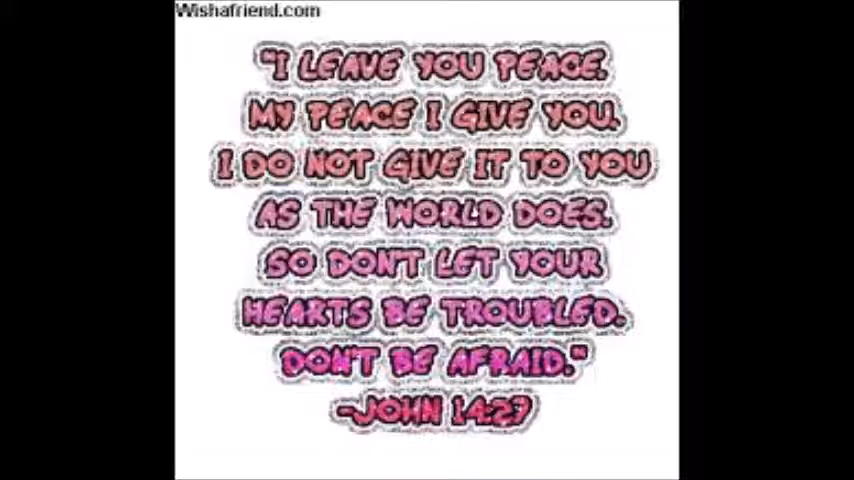 Wishafriend.com
"I LEAVE YOU PEACE.
MY PEACE I GIVE YOU.
I DO NOT GIVE IT TO YOU
AS THE WORLD DOES.
SO DON'T LET YOUR
HEARTS BE TROUBLED.
DON'T BE AFRAID."
-JOHN 14:27